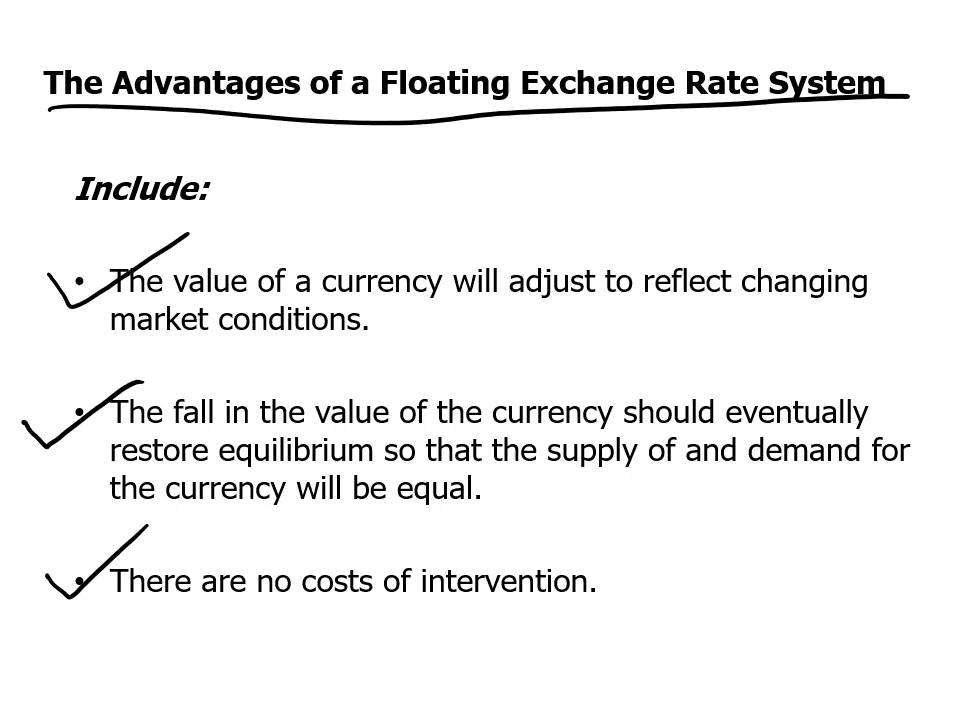 The Advantages of a Floating Exchange Rate System
Include:
• The value of a currency will adjust to reflect changing
market conditions.
• The fall in the value of the currency should eventually
restore equilibrium so that the supply of and demand for
the currency will be equal.
• There are no costs of intervention.